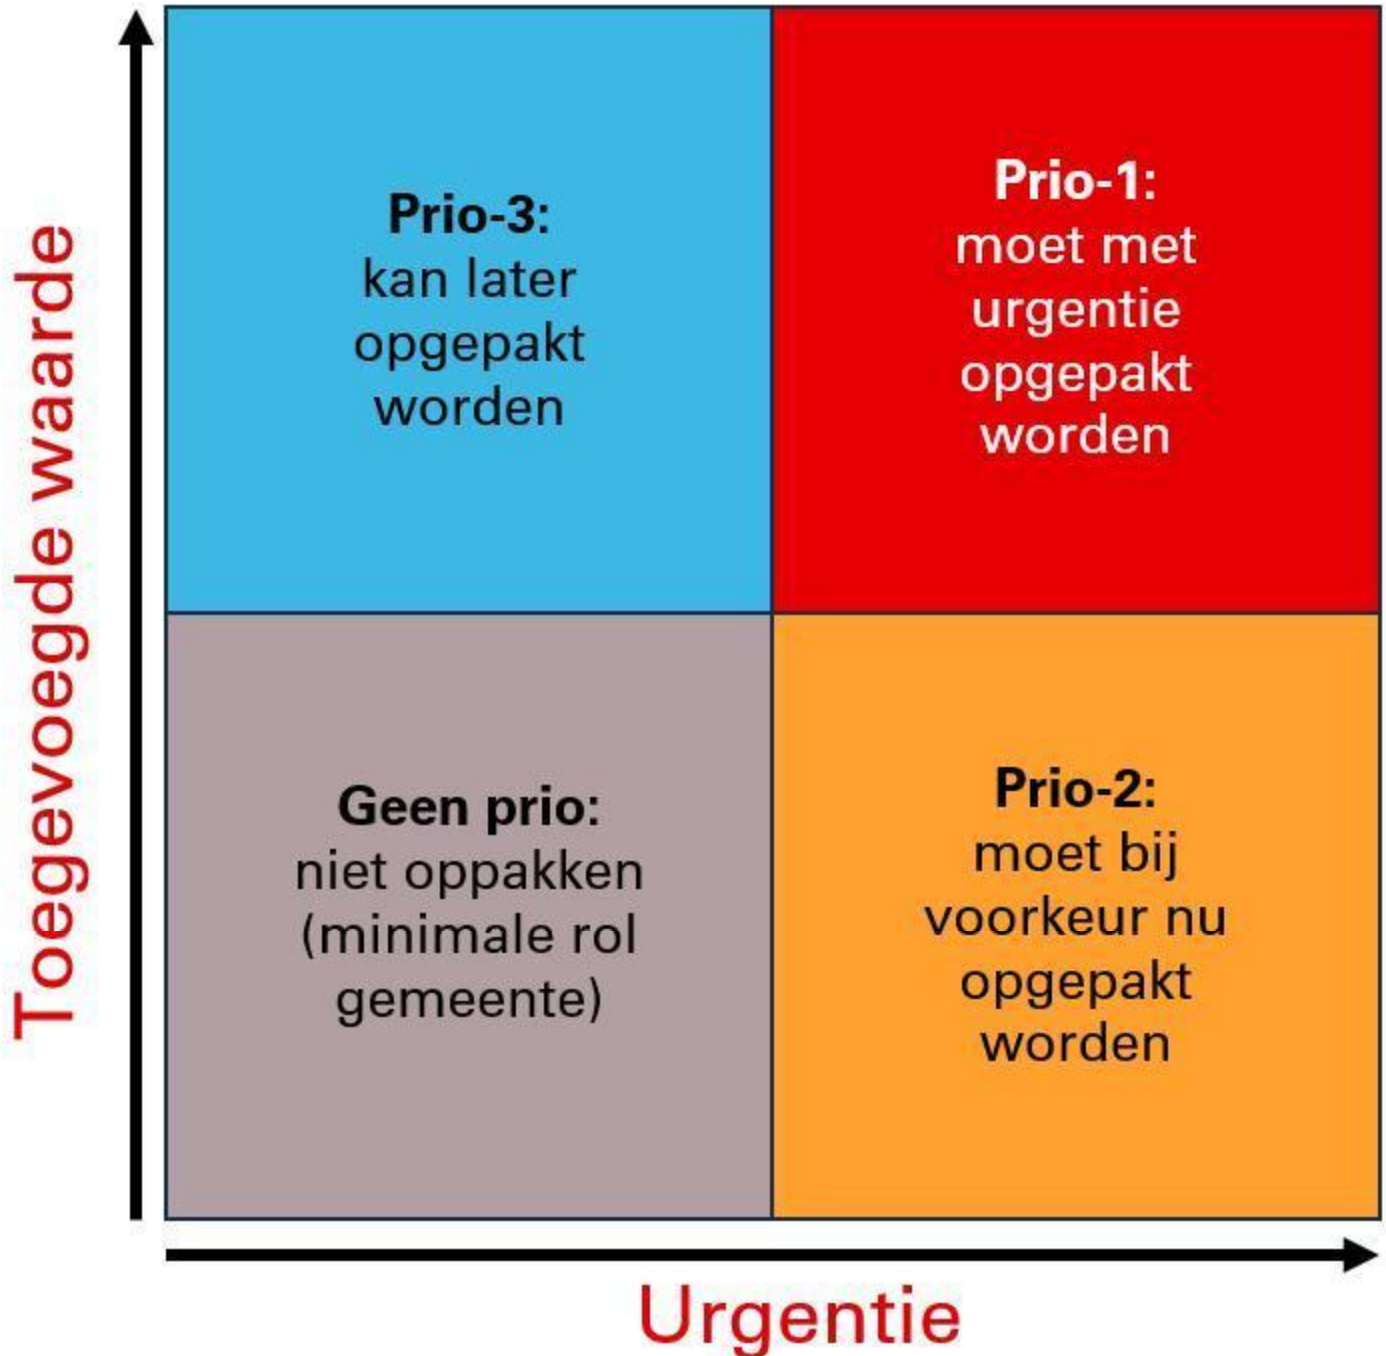 Toegevoegde waarde
Prio-3:
kan later
opgepakt
worden
Prio-1:
moet met
urgentie
opgepakt
worden
Geen prio:
niet oppakken
(minimale rol
gemeente)
Prio-2:
moet bij
voorkeur nu
opgepakt
worden
Urgentie